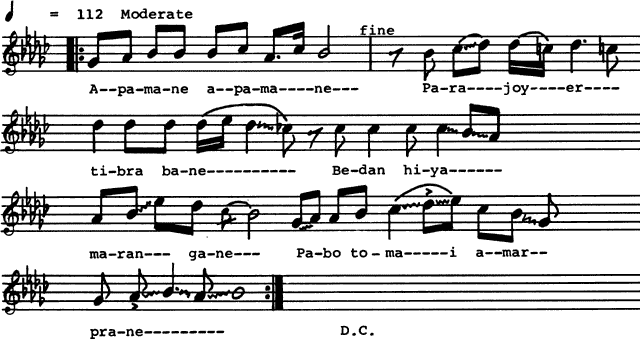 = 112 Moderate
fine
A--pa-ma-ne a--pa-ma----ne--- Pa-ra----joy----er----
ti-bra ba-ne---------- Be-dan hi-ya-------
ma-ran--- ga-ne--- Pa-bo to-ma-----i a--mar--
pra-ne--------- D.C.